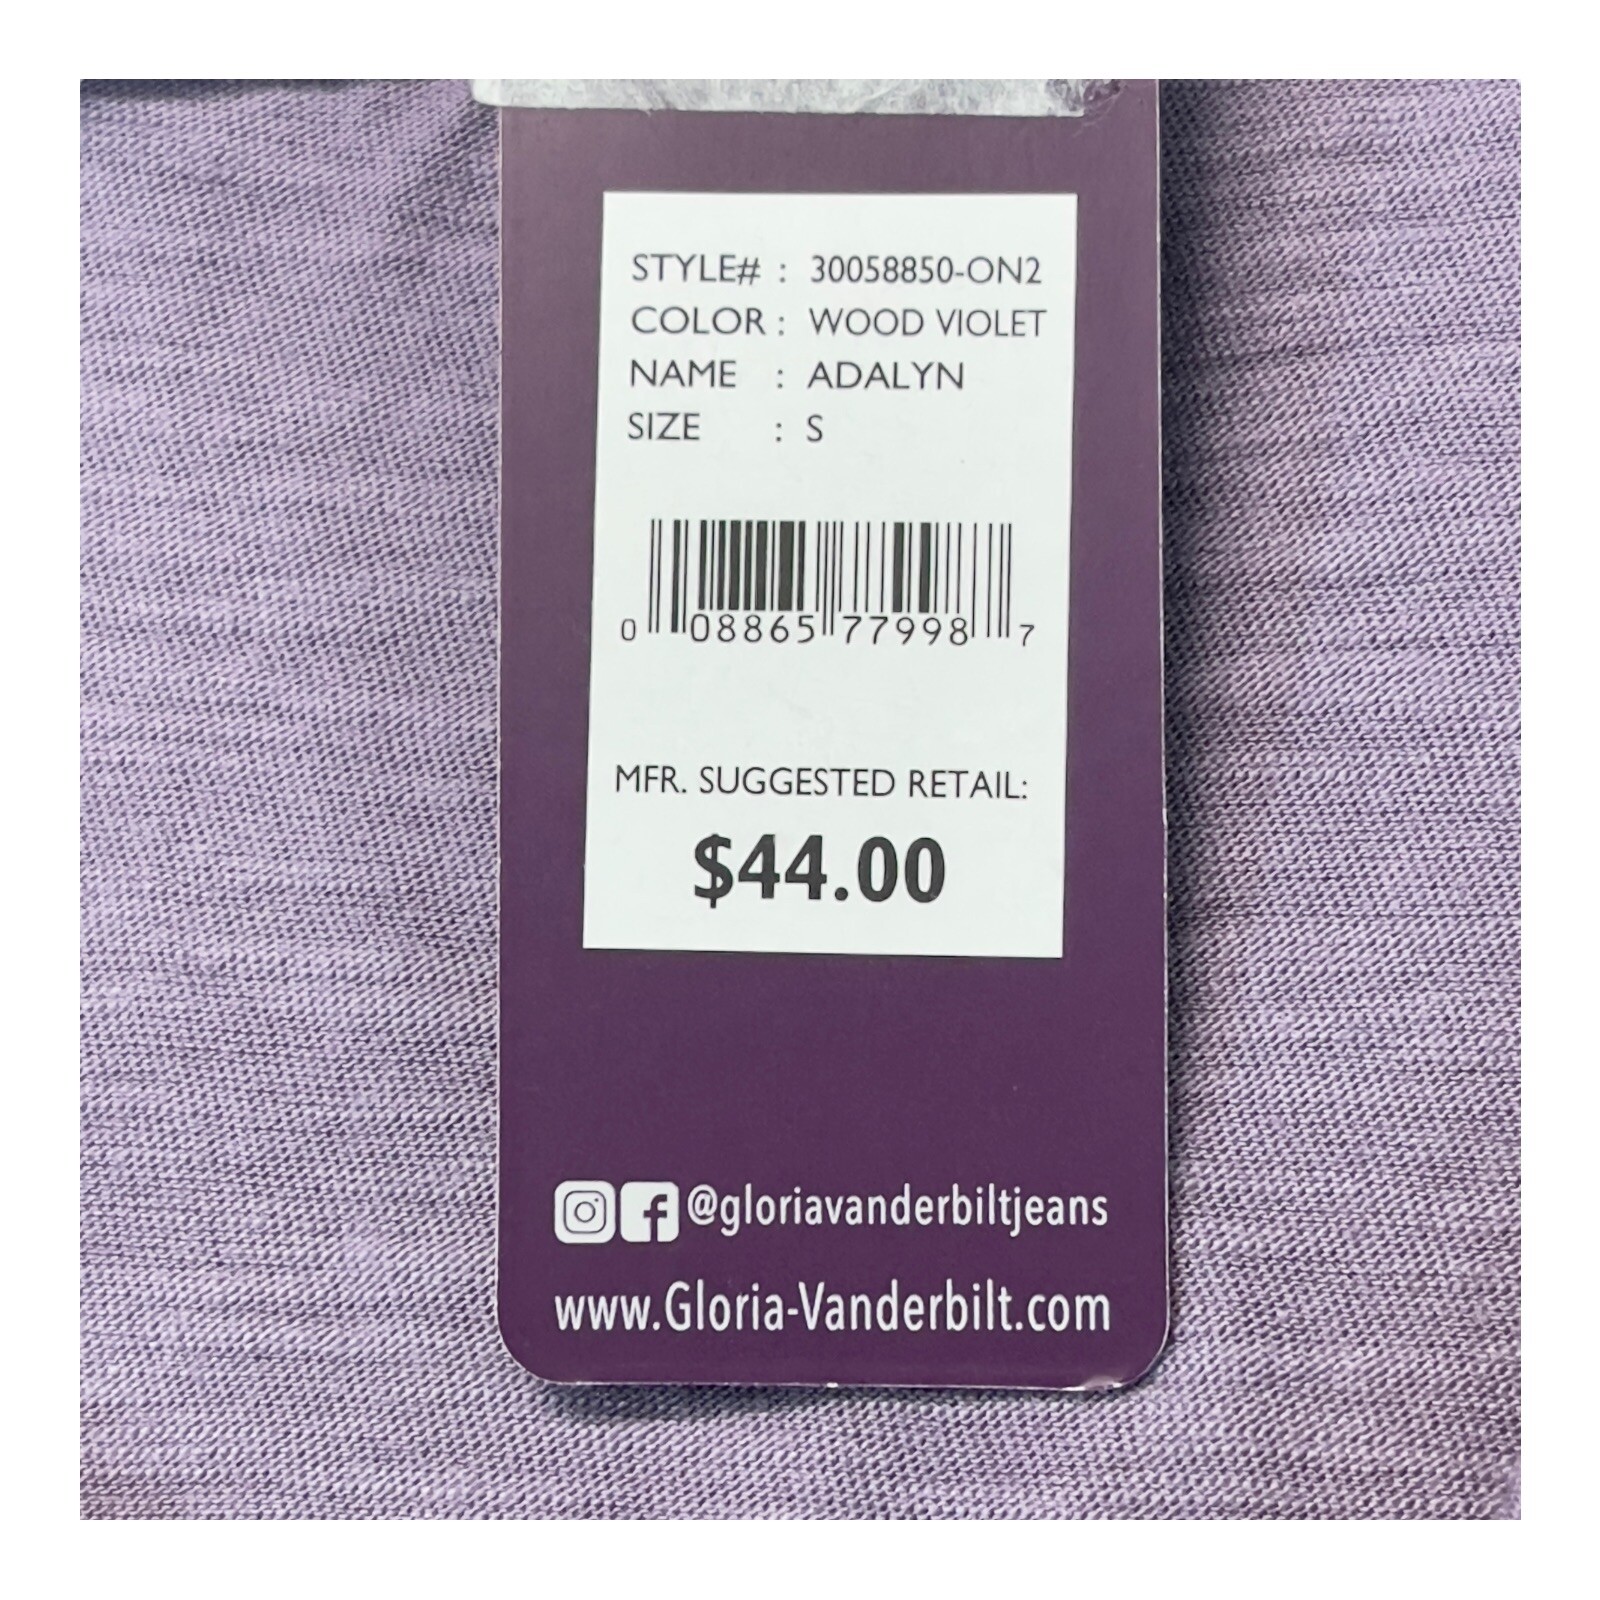 STYLE# : 30058850-ON2
COLOR : WOOD VIOLET
NAME : ADALYN
SIZE : S
0 08865 77998 7
MFR. SUGGESTED RETAIL:
$44.00
@gloriavanderbiltjeans
www.Gloria-Vanderbilt.com